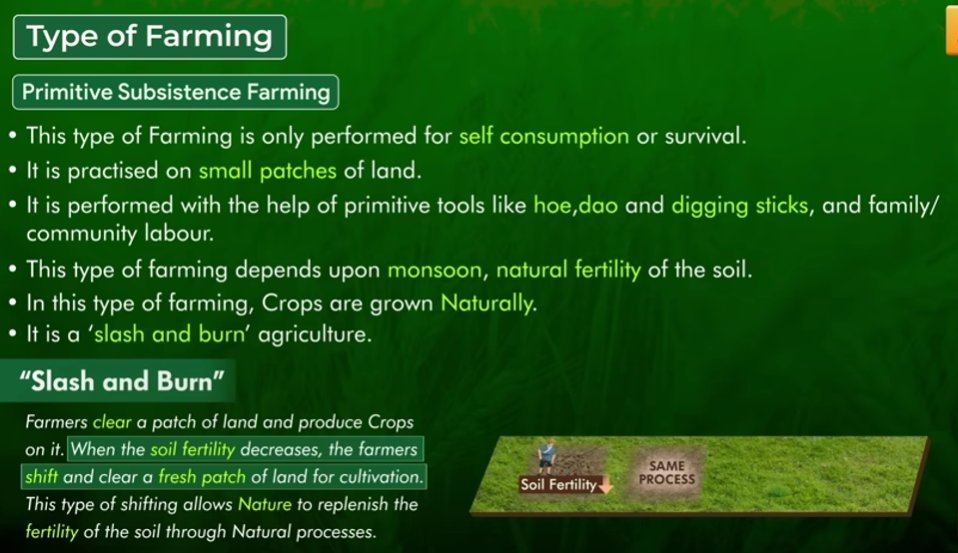 Type of Farming
Primitive Subsistence Farming
• This type of Farming is only performed for self consumption or survival.
• It is practised on small patches of land.
• It is performed with the help of primitive tools like hoe,dao and digging sticks, and family/
community labour.
• This type of farming depends upon monsoon, natural fertility of the soil.
• In this type of farming, Crops are grown Naturally.
• It is a ‘slash and burn’ agriculture.
“Slash and Burn”
Farmers clear a patch of land and produce Crops
on it. When the soil fertility decreases, the farmers
shift and clear a fresh patch of land for cultivation.
This type of shifting allows Nature to replenish the
fertility of the soil through Natural processes.
Soil Fertility
SAME
PROCESS